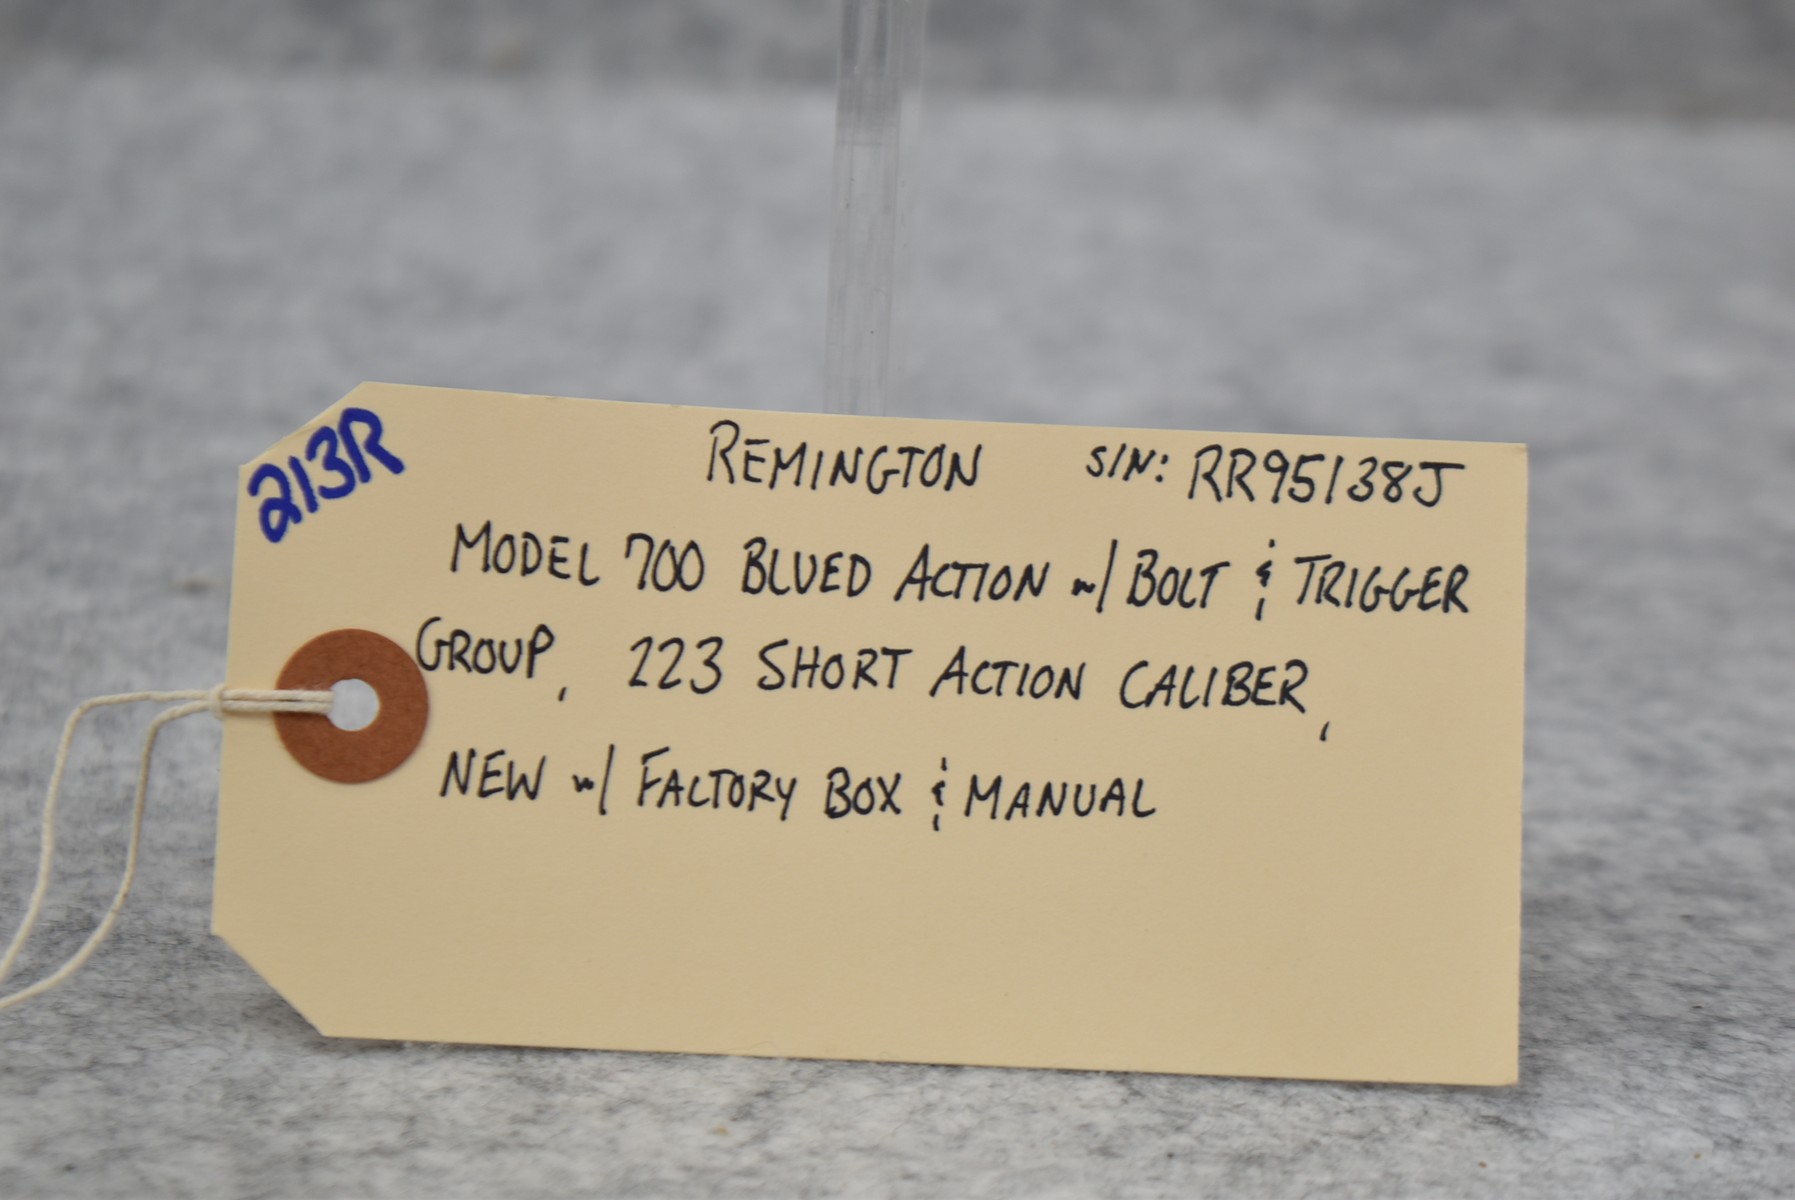 213R
REMINGTON S/N: RR95138J
MODEL 700 BLUED ACTION w/ BOLT & TRIGGER
GROUP, 223 SHORT ACTION CALIBER,
NEW w/ FACTORY BOX & MANUAL